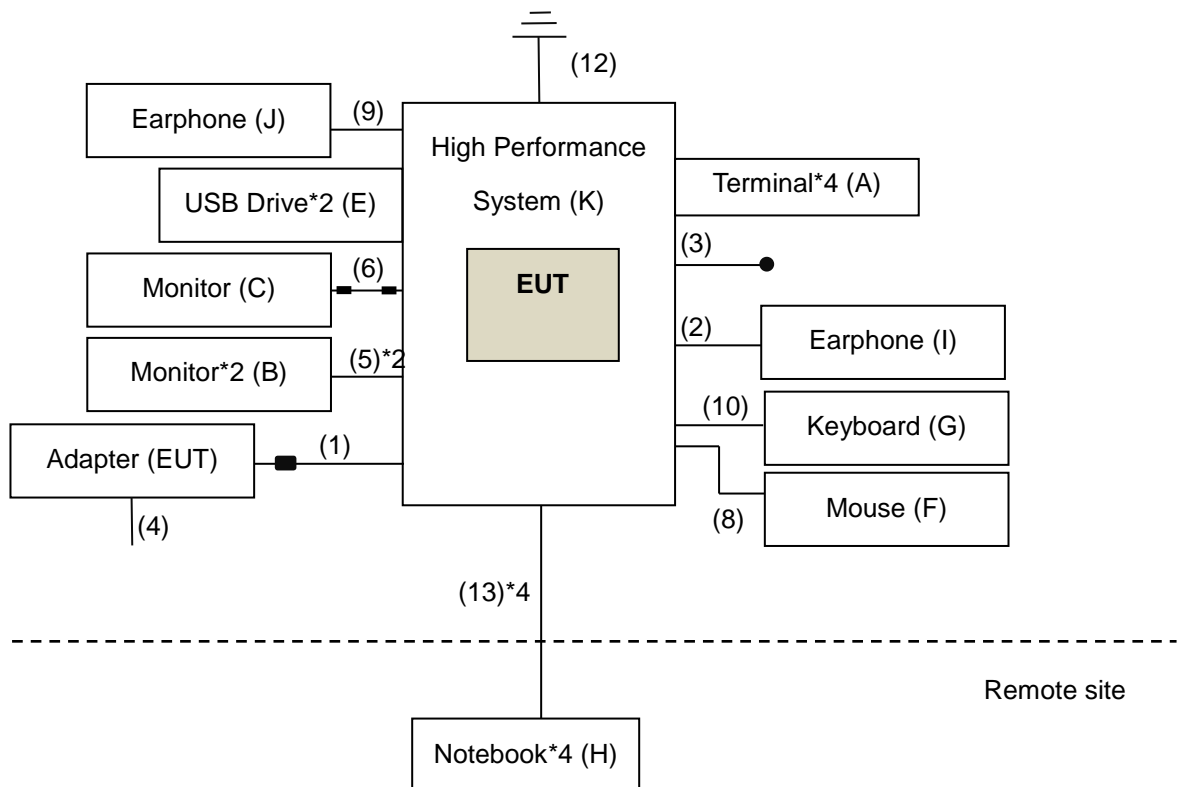 (12)
Earphone (J)
(9)
High Performance
System (K)
Terminal*4 (A)
USB Drive*2 (E)
(3)
Monitor (C)
(6)
EUT
(2)
Earphone (I)
Monitor*2 (B)
(5)*2
(10)
Keyboard (G)
Adapter (EUT)
(1)
Mouse (F)
(8)
(4)
(13)*4
Remote site
Notebook*4 (H)